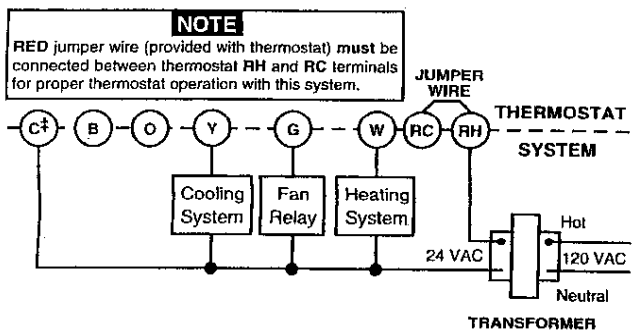 NOTE
RED jumper wire (provided with thermostat) must be
connected between thermostat RH and RC terminals
for proper thermostat operation with this system.
JUMPER
WIRE
C‡ B O Y G W RC RH
THERMOSTAT
SYSTEM
Cooling
System
Fan
Relay
Heating
System
Hot
24 VAC
120 VAC
Neutral
TRANSFORMER